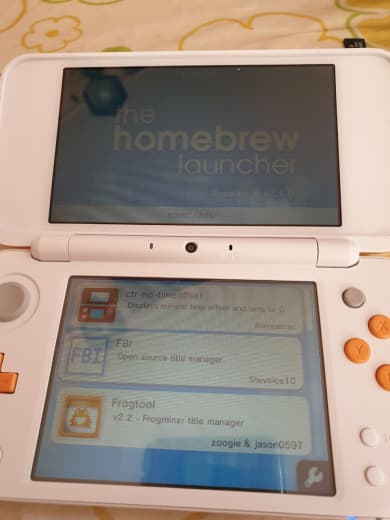 the
homebrew
launcher
ctr-no-timeoffset
Displays current time offset and sets to 0
FBI
FBI
Open source title manager.
Steveice10
Frogtool
v2.2 - Frogminer title manager
zoogie & jason0597
Y